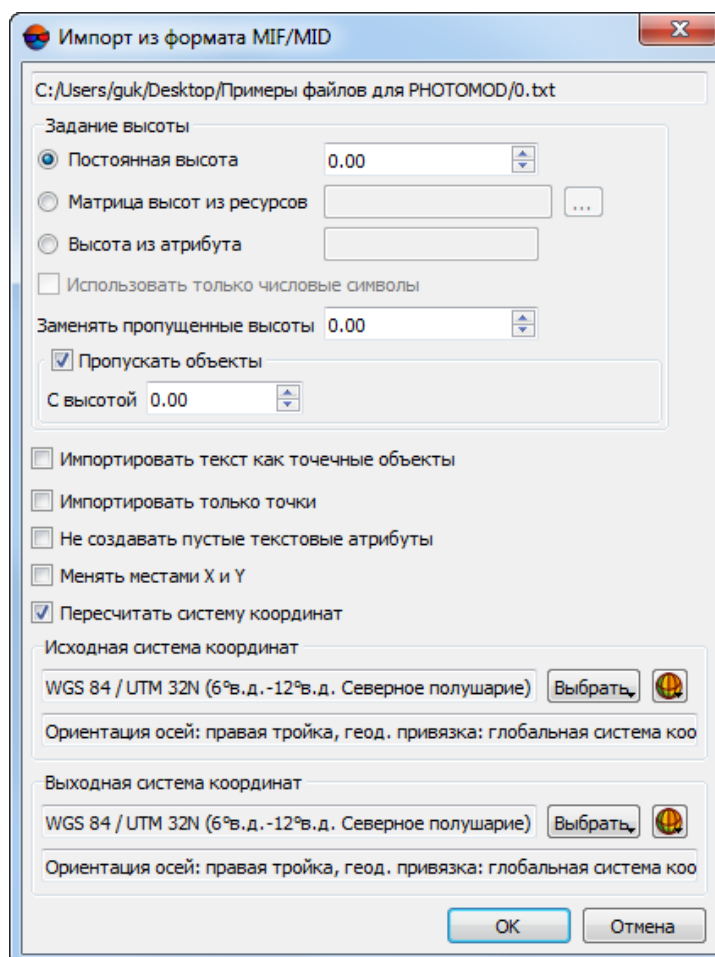 Импорт из формата MIF/MID
C:/Users/guk/Desktop/Примеры файлов для PHOTOMOD/0.txt
Задание высоты
Постоянная высота 0.00
Матрица высот из ресурсов ...
Высота из атрибута
Использовать только числовые символы
Заменять пропущенные высоты 0.00
Пропускать объекты
С высотой 0.00
Импортировать текст как точечные объекты
Импортировать только точки
Не создавать пустые текстовые атрибуты
Менять местами X и Y
Пересчитать систему координат
Исходная система координат
WGS 84 / UTM 32N (6°в.д.-12°в.д. Северное полушарие) Выбрать
Ориентация осей: правая тройка, геод. привязка: глобальная система коо
Выходная система координат
WGS 84 / UTM 32N (6°в.д.-12°в.д. Северное полушарие) Выбрать
Ориентация осей: правая тройка, геод. привязка: глобальная система коо
OK Отмена